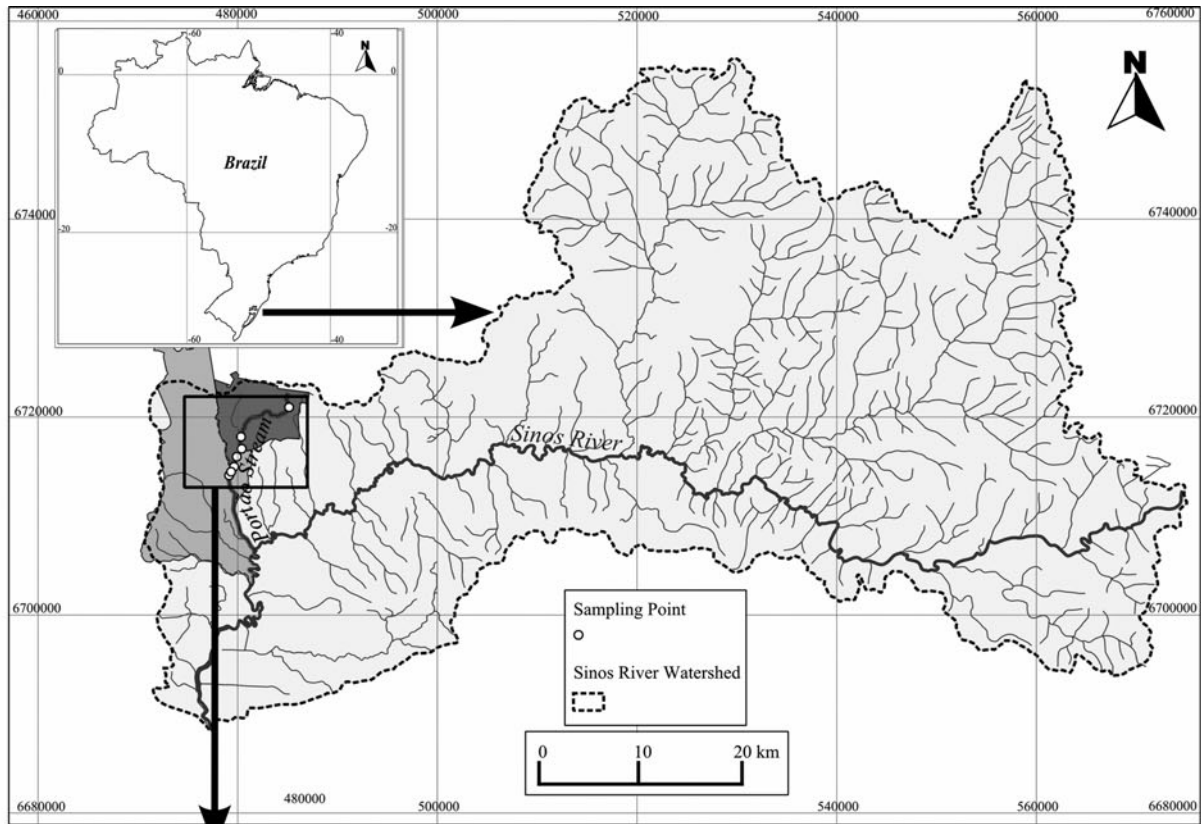 460000 480000 500000 520000 540000 560000 6760000
-60 -40
N
0 0
Brazil
-20 -20
-60 -40
N
674000 6740000
6720000 6720000
Portão Stream
Sinos River
6700000 6700000
Sampling Point
Sinos River Watershed
0 10 20 km
6680000 480000 500000 540000 560000 6680000